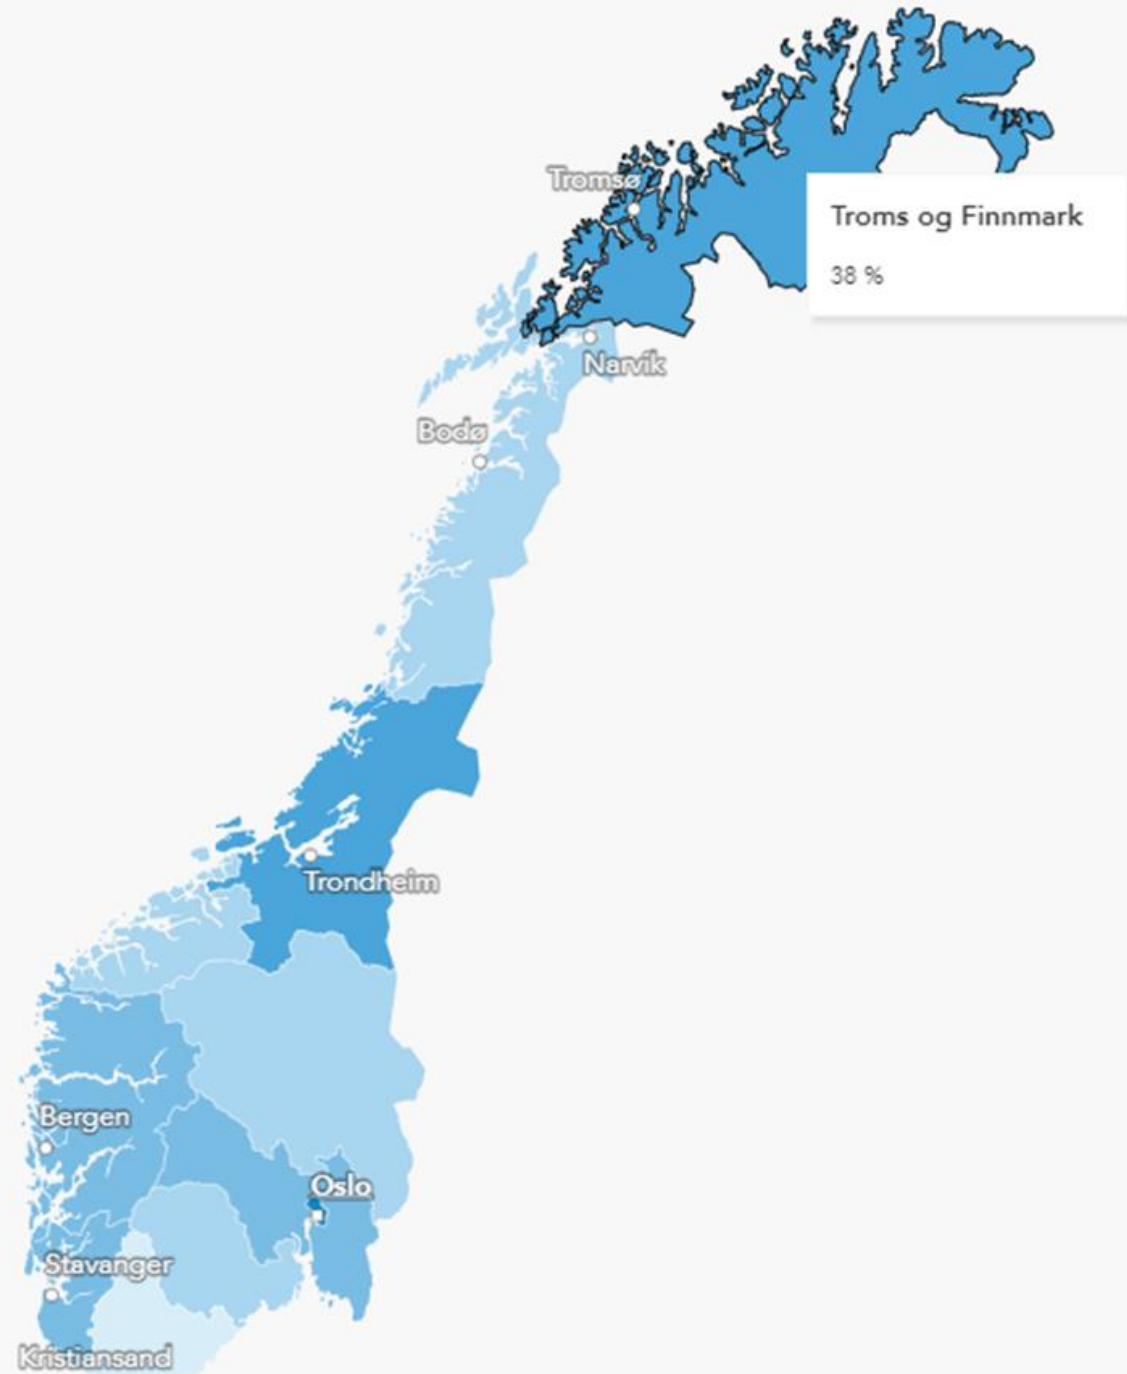 Tromsø
Troms og Finnmark
38 %
Narvik
Bodø
Trondheim
Bergen
Oslo
Stavanger
Kristiansand